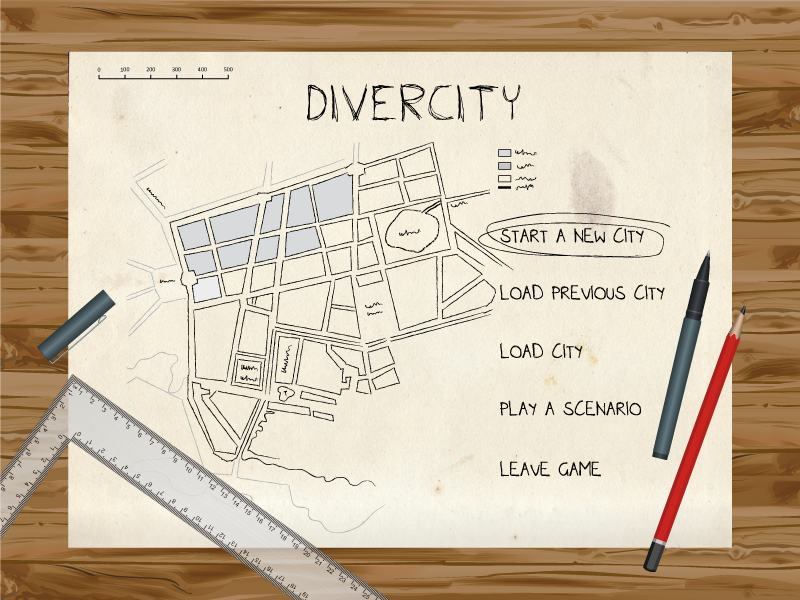 0 100 200 300 400 500
DIVERCITY
START A NEW CITY
LOAD PREVIOUS CITY
LOAD CITY
PLAY A SCENARIO
LEAVE GAME